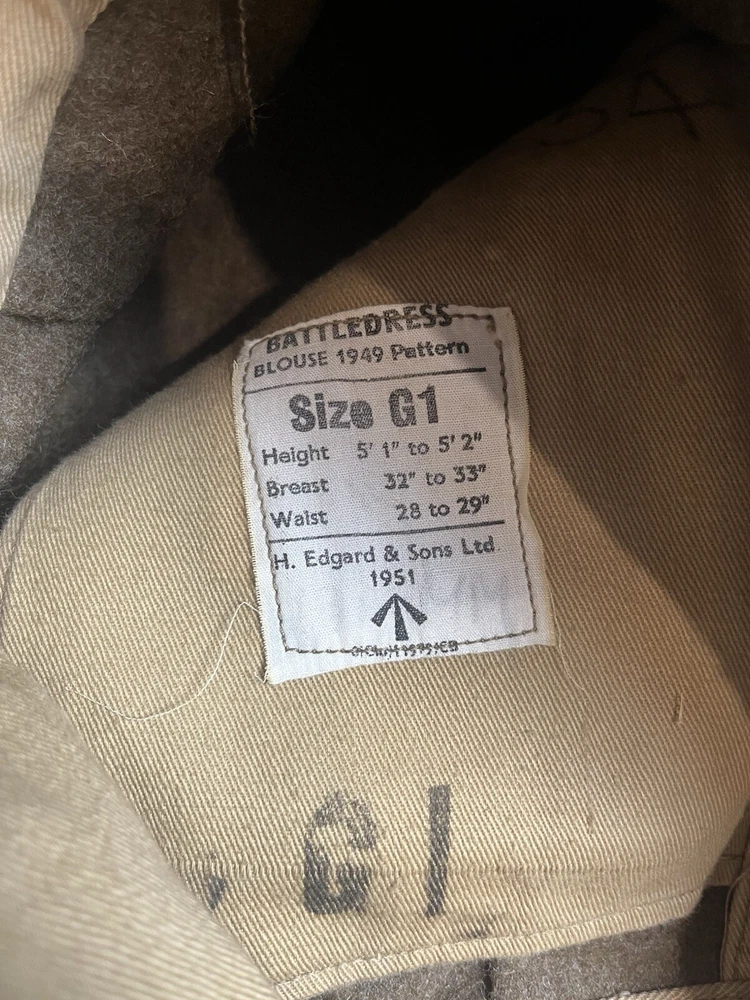 BATTLEDRESS
BLOUSE 1949 Pattern
Size G1
Height 5' 1" to 5' 2"
Breast 32" to 33"
Waist 28 to 29"
H. Edgard & Sons Ltd.
1951
G1